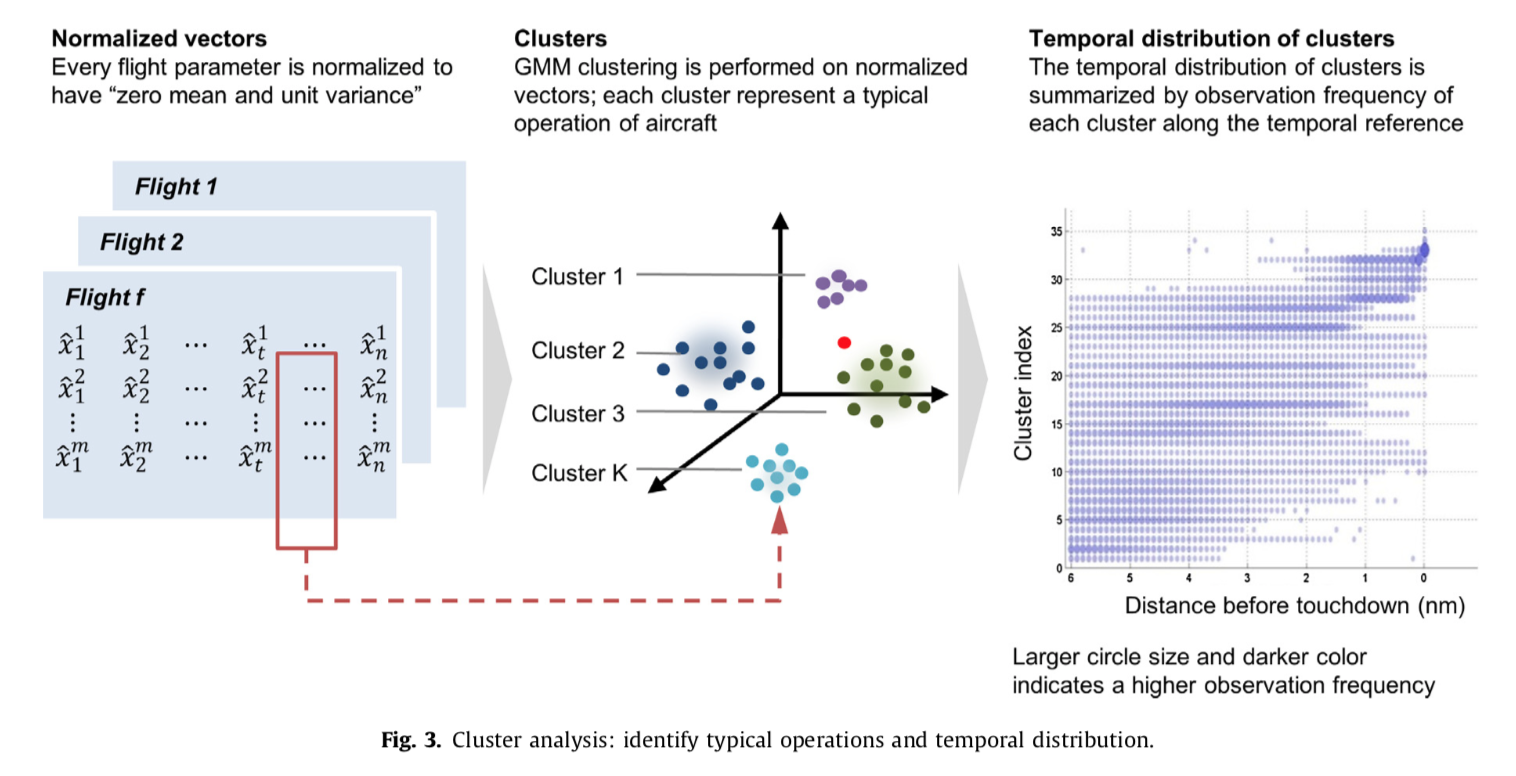 Normalized vectors
Every flight parameter is normalized to
have “zero mean and unit variance”
Clusters
GMM clustering is performed on normalized
vectors; each cluster represent a typical
operation of aircraft
Temporal distribution of clusters
The temporal distribution of clusters is
summarized by observation frequency of
each cluster along the temporal reference
Flight 1
Flight 2
Flight f
x̂₁¹ x̂₂¹ ⋯ x̂ₜ¹ ⋯ x̂ₙ¹
x̂₁² x̂₂² ⋯ x̂ₜ² ⋯ x̂ₙ²
⋮ ⋮ ⋯ ⋮ ⋯ ⋮
x̂₁ᵐ x̂₂ᵐ ⋯ x̂ₜᵐ ⋯ x̂ₙᵐ
Cluster 1
Cluster 2
Cluster 3
Cluster K
Cluster index
35
30
25
20
15
10
5
0
6 5 4 3 2 1 0
Distance before touchdown (nm)
Larger circle size and darker color
indicates a higher observation frequency
Fig. 3. Cluster analysis: identify typical operations and temporal distribution.